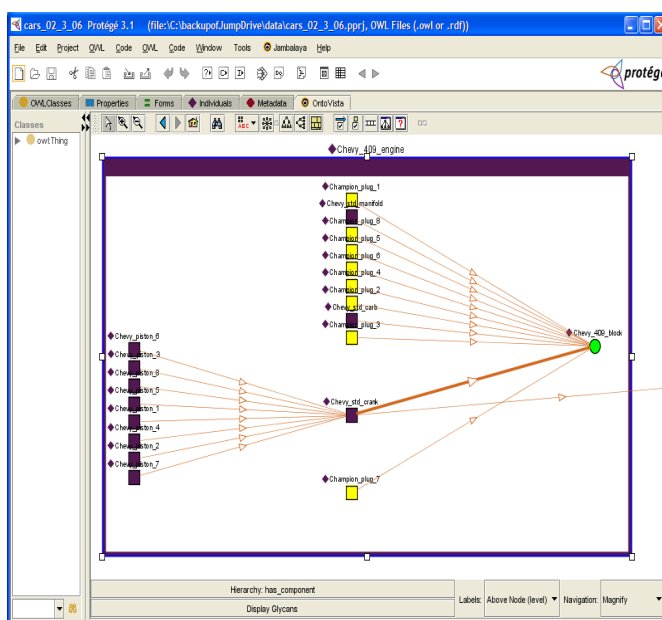 cars_02_3_06 Protégé 3.1 (file:\C:\backupofJumpDrive\data\cars_02_3_06.pprj, OWL Files (.owl or .rdf))
File Edit Project OWL Code OWL Code Window Tools Jambalaya Help
protégé
OWLClasses Properties Forms Individuals Metadata OntoVista
Classes
owl:Thing
ABC
Chevy_409_engine
Champion_plug_1
Chevy_std_manifold
Champion_plug_8
Champion_plug_5
Champion_plug_6
Champion_plug_4
Champion_plug_2
Chevy_std_carb
Champion_plug_3
Chevy_409_block
Chevy_piston_6
Chevy_piston_3
Chevy_piston_8
Chevy_piston_5
Chevy_piston_1
Chevy_piston_4
Chevy_piston_2
Chevy_piston_7
Chevy_std_crank
Champion_plug_7
Hierarchy: has_component
Display Glycans
Labels: Above Node (level) Navigation: Magnify